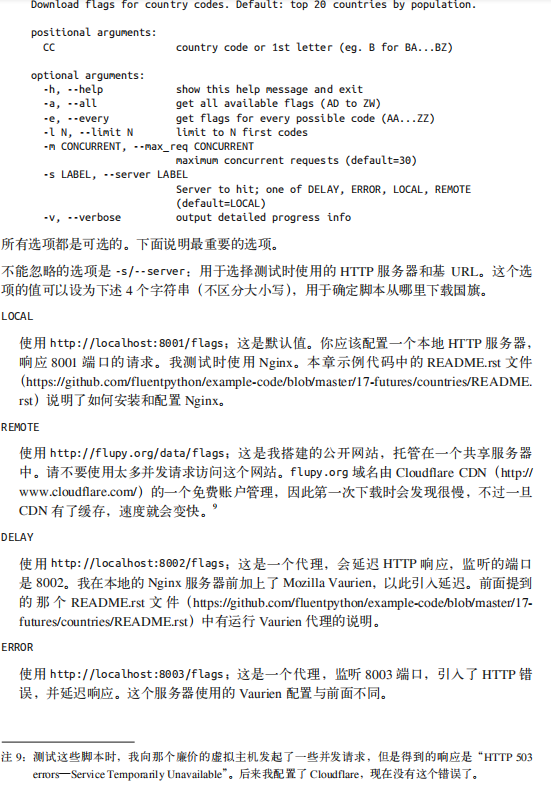 Download flags for country codes. Default: top 20 countries by population.
positional arguments:
CC country code or 1st letter (eg. B for BA...BZ)
optional arguments:
-h, --help show this help message and exit
-a, --all get all available flags (AD to ZW)
-e, --every get flags for every possible code (AA...ZZ)
-l N, --limit N limit to N first codes
-m CONCURRENT, --max_req CONCURRENT
maximum concurrent requests (default=30)
-s LABEL, --server LABEL
Server to hit; one of DELAY, ERROR, LOCAL, REMOTE
(default=LOCAL)
-v, --verbose output detailed progress info
所有选项都是可选的。下面说明最重要的选项。
不能忽略的选项是 -s/--server：用于选择测试时使用的 HTTP 服务器和基 URL。这个选
项的值可以设为下述 4 个字符串（不区分大小写），用于确定脚本从哪里下载国旗。
LOCAL
使用 http://localhost:8001/flags；这是默认值。你应该配置一个本地 HTTP 服务器，
响应 8001 端口的请求。我测试时使用 Nginx。本章示例代码中的 README.rst 文件
（https://github.com/fluentpython/example-code/blob/master/17-futures/countries/README.
rst）说明了如何安装和配置 Nginx。
REMOTE
使用 http://flupy.org/data/flags；这是我搭建的公开网站，托管在一个共享服务器
中。请不要使用太多并发请求访问这个网站。flupy.org 域名由 Cloudflare CDN（http://
www.cloudflare.com/）的一个免费账户管理，因此第一次下载时会发现很慢，不过一旦
CDN 有了缓存，速度就会变快。9
DELAY
使用 http://localhost:8002/flags；这是一个代理，会延迟 HTTP 响应，监听的端口
是 8002。我在本地的 Nginx 服务器前加上了 Mozilla Vaurien，以此引入延迟。前面提到
的那个 README.rst 文件（https://github.com/fluentpython/example-code/blob/master/17-
futures/countries/README.rst）中有运行 Vaurien 代理的说明。
ERROR
使用 http://localhost:8003/flags；这是一个代理，监听 8003 端口，引入了 HTTP 错
误，并延迟响应。这个服务器使用的 Vaurien 配置与前面不同。
注 9：测试这些脚本时，我向那个廉价的虚拟主机发起了一些并发请求，但是得到的响应是“HTTP 503
errors—Service Temporarily Unavailable”。后来我配置了 Cloudflare，现在没有这个错误了。